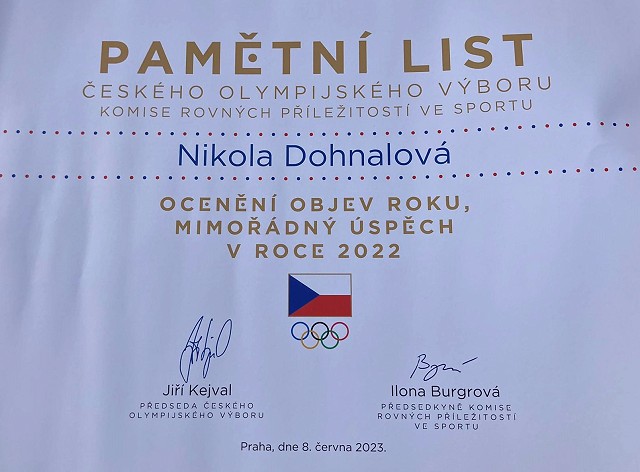 PAMĚTNÍ LIST
ČESKÉHO OLYMPIJSKÉHO VÝBORU
KOMISE ROVNÝCH PŘÍLEŽITOSTÍ VE SPORTU
Nikola Dohnalová
OCENĚNÍ OBJEV ROKU,
MIMOŘÁDNÝ ÚSPĚCH
V ROCE 2022
Jiří Kejval
PŘEDSEDA ČESKÉHO
OLYMPIJSKÉHO VÝBORU
Ilona Burgrová
PŘEDSEDKYNĚ KOMISE
ROVNÝCH PŘÍLEŽITOSTÍ
VE SPORTU
Praha, dne 8. června 2023.